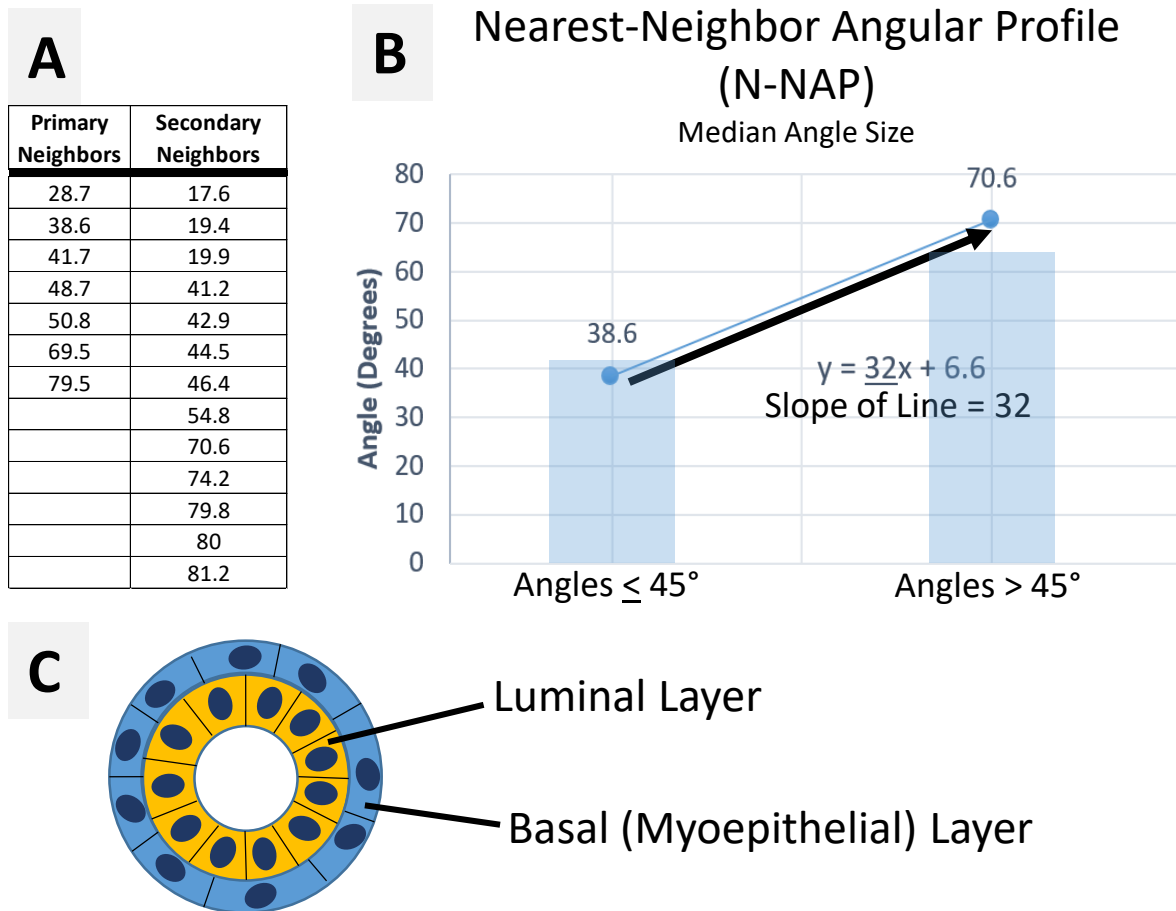 A
Primary Neighbors Secondary Neighbors
28.7 17.6
38.6 19.4
41.7 19.9
48.7 41.2
50.8 42.9
69.5 44.5
79.5 46.4
54.8
70.6
74.2
79.8
80
81.2
B
Nearest-Neighbor Angular Profile
(N-NAP)
Median Angle Size
Angle (Degrees)
80
70
60
50
40
30
20
10
0
38.6
70.6
y = 32x + 6.6
Slope of Line = 32
Angles ≤ 45°
Angles > 45°
C
Luminal Layer
Basal (Myoepithelial) Layer